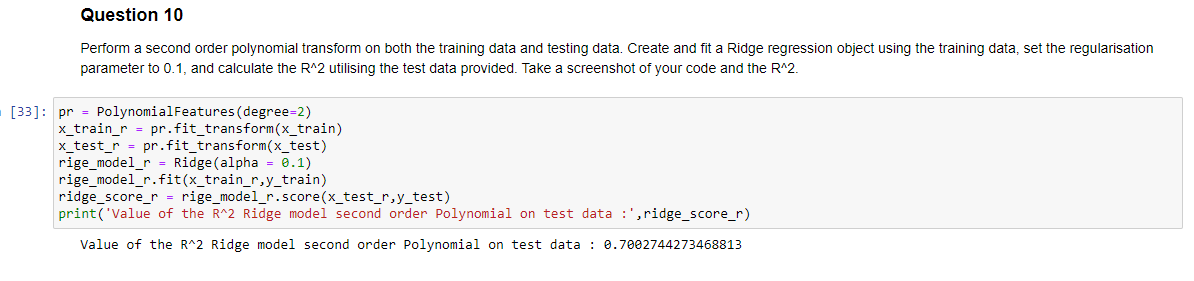 Question 10
Perform a second order polynomial transform on both the training data and testing data. Create and fit a Ridge regression object using the training data, set the regularisation
parameter to 0.1, and calculate the R^2 utilising the test data provided. Take a screenshot of your code and the R^2.
[33]: pr = PolynomialFeatures(degree=2)
x_train_r = pr.fit_transform(x_train)
x_test_r = pr.fit_transform(x_test)
rige_model_r = Ridge(alpha = 0.1)
rige_model_r.fit(x_train_r,y_train)
ridge_score_r = rige_model_r.score(x_test_r,y_test)
print('Value of the R^2 Ridge model second order Polynomial on test data :',ridge_score_r)
Value of the R^2 Ridge model second order Polynomial on test data : 0.7002744273468813